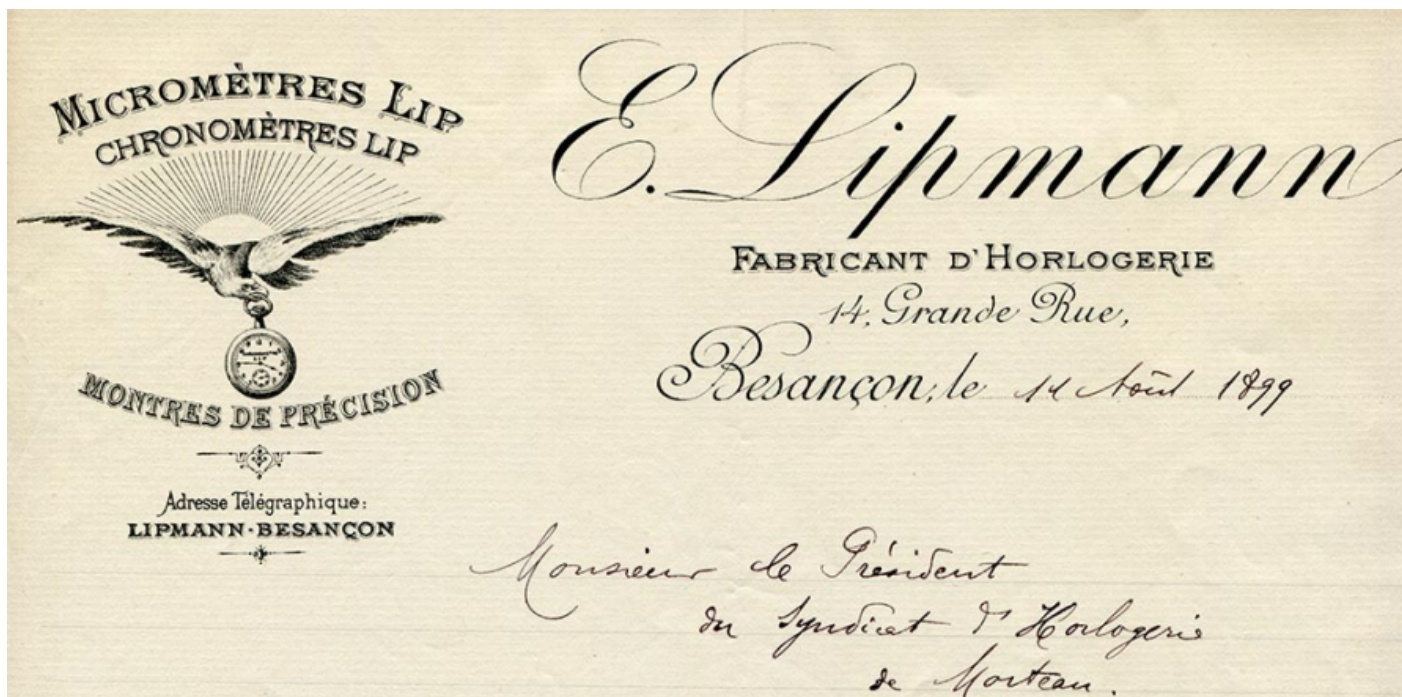 MICROMÈTRES LIP
CHRONOMÈTRES LIP
MONTRES DE PRÉCISION
Adresse Télégraphique:
LIPMANN-BESANÇON
E. Lipmann
FABRICANT D'HORLOGERIE
14, Grande Rue,
Besançon, le 14 Août 1899
Monsieur le Président
du Syndicat d'Horlogerie
de Morteau.